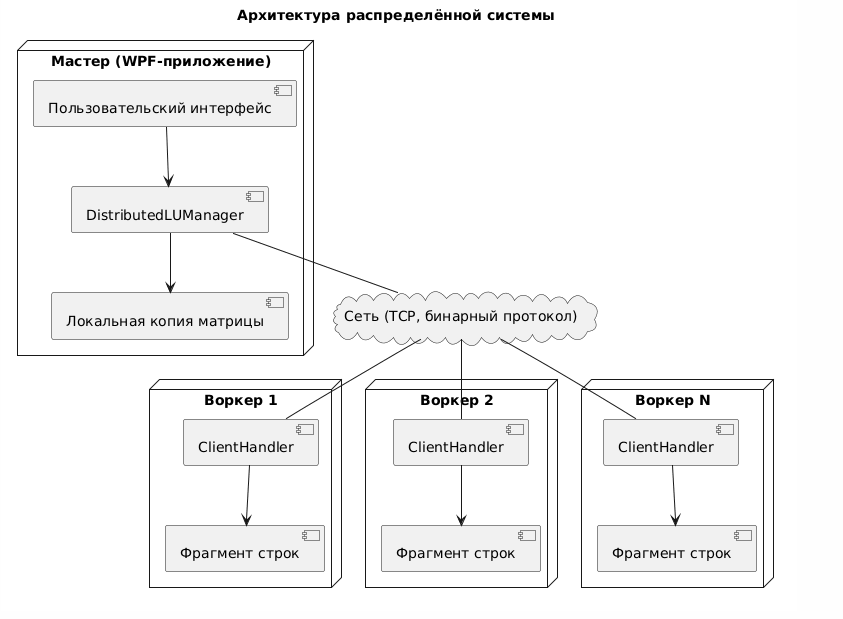 Архитектура распределённой системы
Мастер (WPF-приложение)
Пользовательский интерфейс
DistributedLUManager
Локальная копия матрицы
Сеть (TCP, бинарный протокол)
Воркер 1
ClientHandler
Фрагмент строк
Воркер 2
ClientHandler
Фрагмент строк
Воркер N
ClientHandler
Фрагмент строк